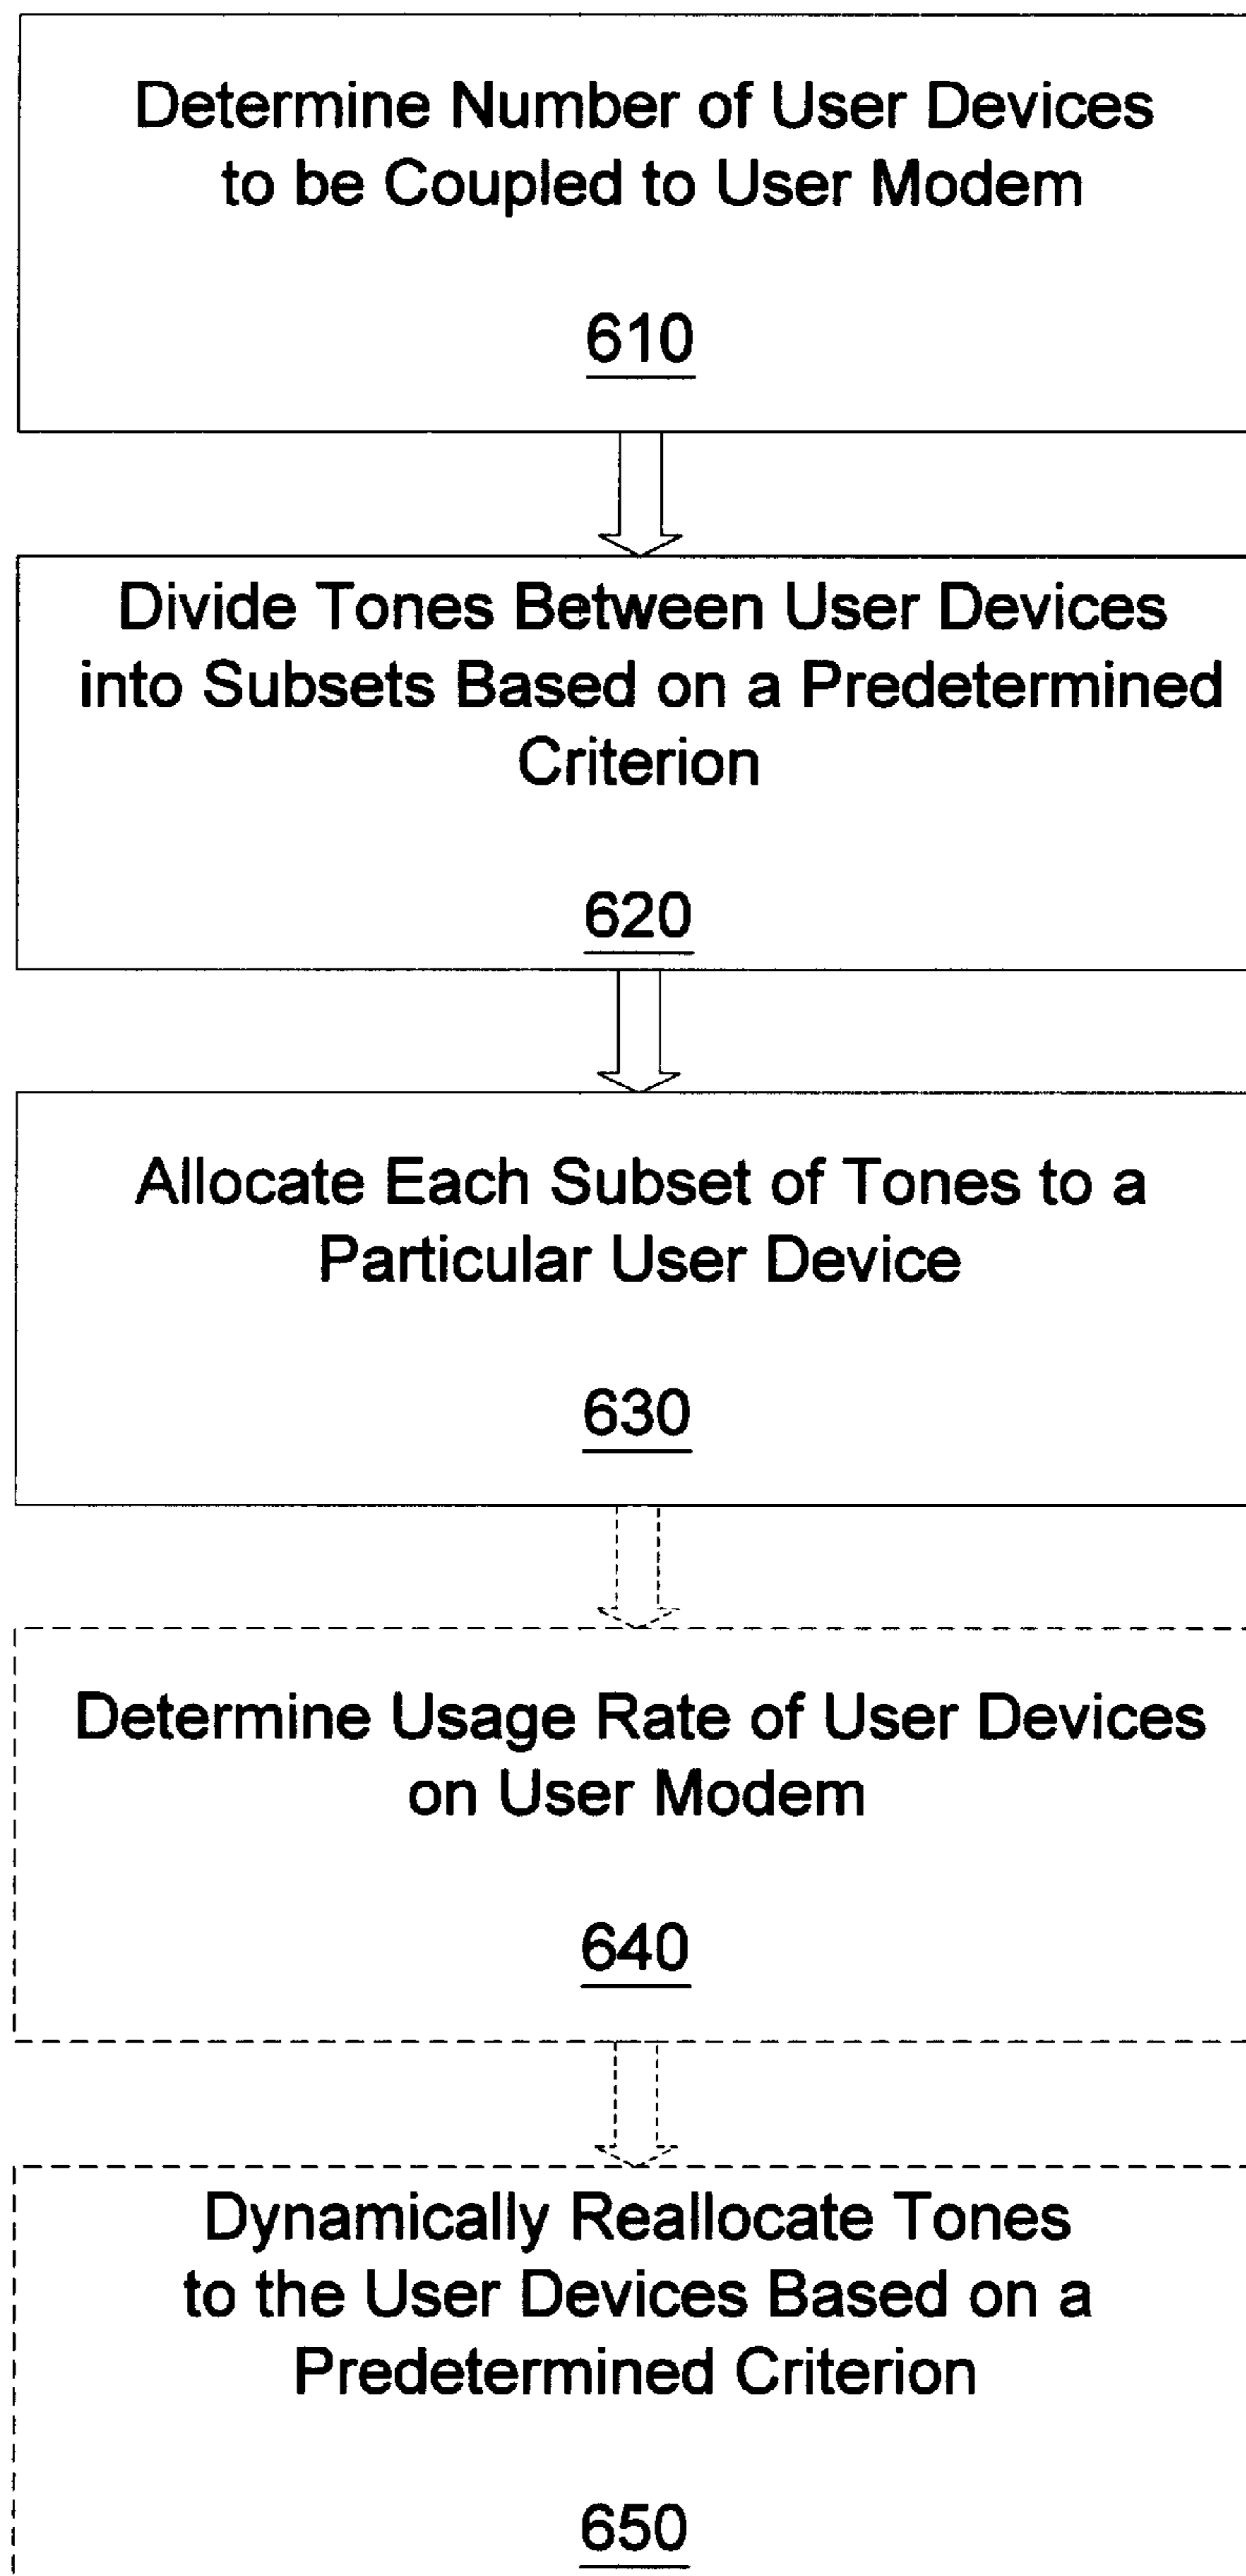 Determine Number of User Devices
to be Coupled to User Modem
610
Divide Tones Between User Devices
into Subsets Based on a Predetermined
Criterion
620
Allocate Each Subset of Tones to a
Particular User Device
630
Determine Usage Rate of User Devices
on User Modem
640
Dynamically Reallocate Tones
to the User Devices Based on a
Predetermined Criterion
650